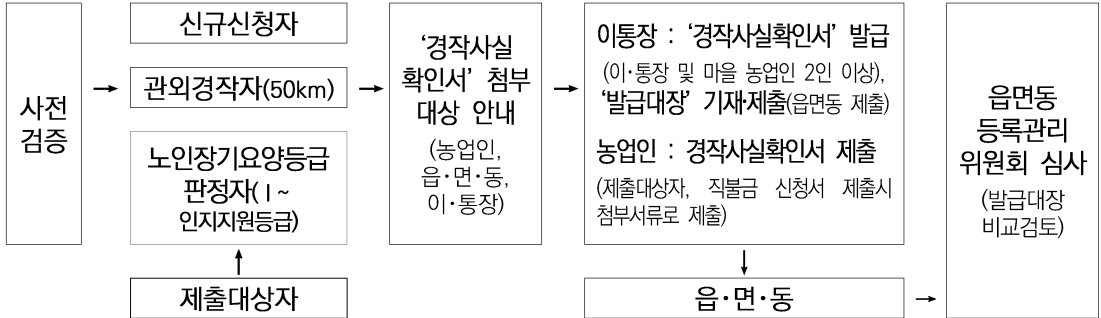 사전
검증
신규신청자
관외경작자(50km)
노인장기요양등급
판정자(Ⅰ~
인지지원등급)
제출대상자
‘경작사실
확인서’ 첨부
대상 안내
(농업인,
읍·면·동,
이·통장)
이통장 : ‘경작사실확인서’ 발급
(이·통장 및 마을 농업인 2인 이상),
‘발급대장’ 기재·제출(읍면동 제출)
농업인 : 경작사실확인서 제출
(제출대상자, 직불금 신청서 제출시
첨부서류로 제출)
읍·면·동
읍면동
등록관리
위원회 심사
(발급대장
비교검토)